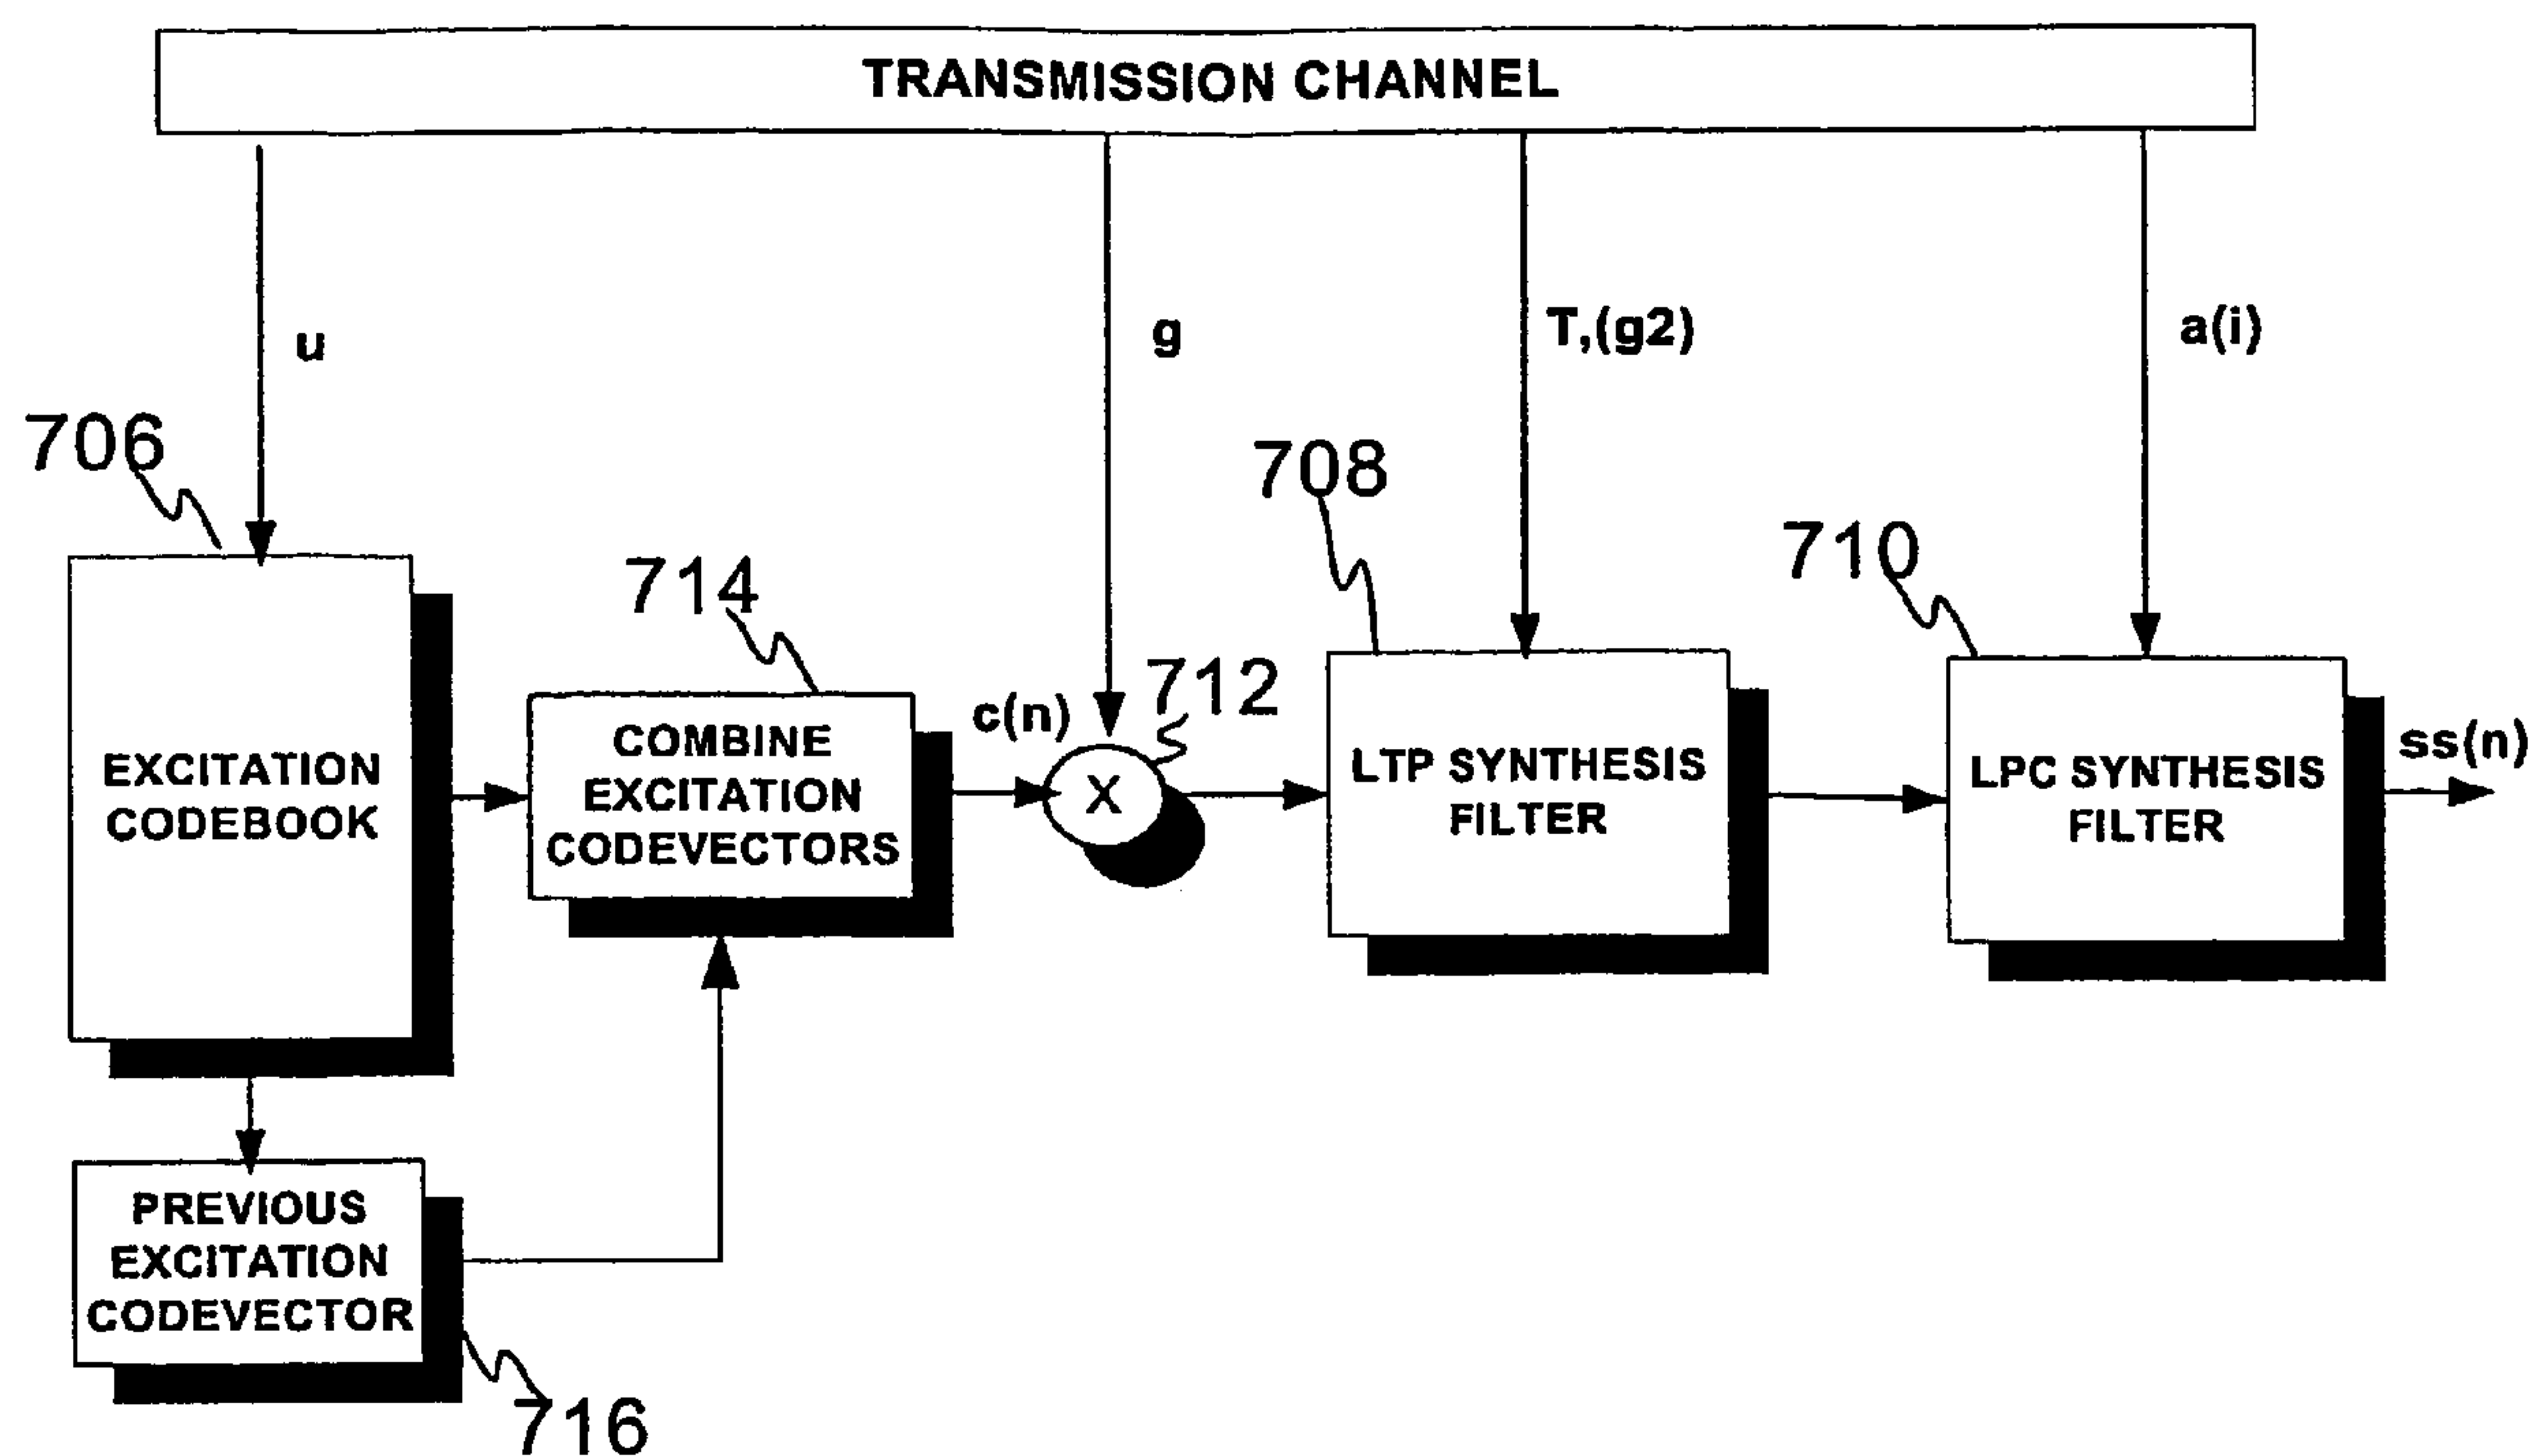 TRANSMISSION CHANNEL
u
g
T,(g2)
a(i)
706
708
710
714
712
c(n)
ss(n)
EXCITATION
CODEBOOK
COMBINE
EXCITATION
CODEVECTORS
X
LTP SYNTHESIS
FILTER
LPC SYNTHESIS
FILTER
PREVIOUS
EXCITATION
CODEVECTOR
716